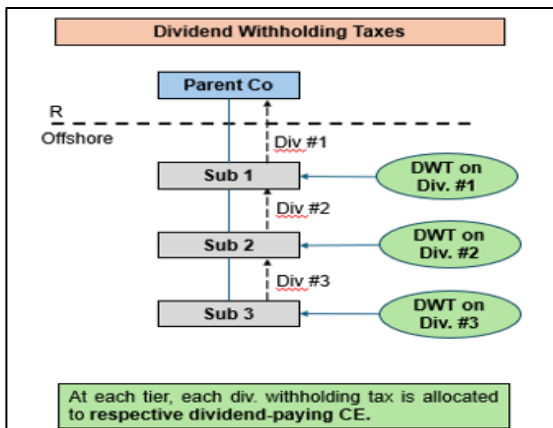 Dividend Withholding Taxes
Parent Co
R
Offshore
Div #1
Sub 1
DWT on
Div. #1
Div #2
Sub 2
DWT on
Div. #2
Div #3
Sub 3
DWT on
Div. #3
At each tier, each div. withholding tax is allocated
to respective dividend-paying CE.